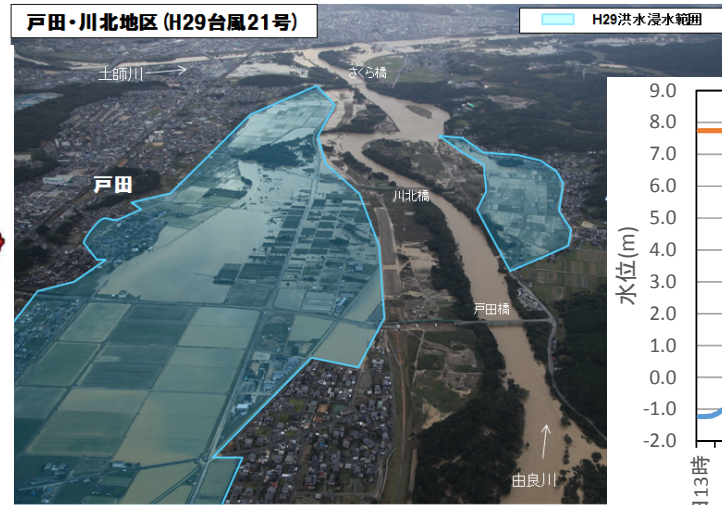 戸田・川北地区(H29台風21号)
H29洪水浸水範囲
土師川
さくら橋
戸田
川北橋
戸田橋
由良川
水位(m)
9.0
8.0
7.0
6.0
5.0
4.0
3.0
2.0
1.0
0.0
-1.0
-2.0
13時